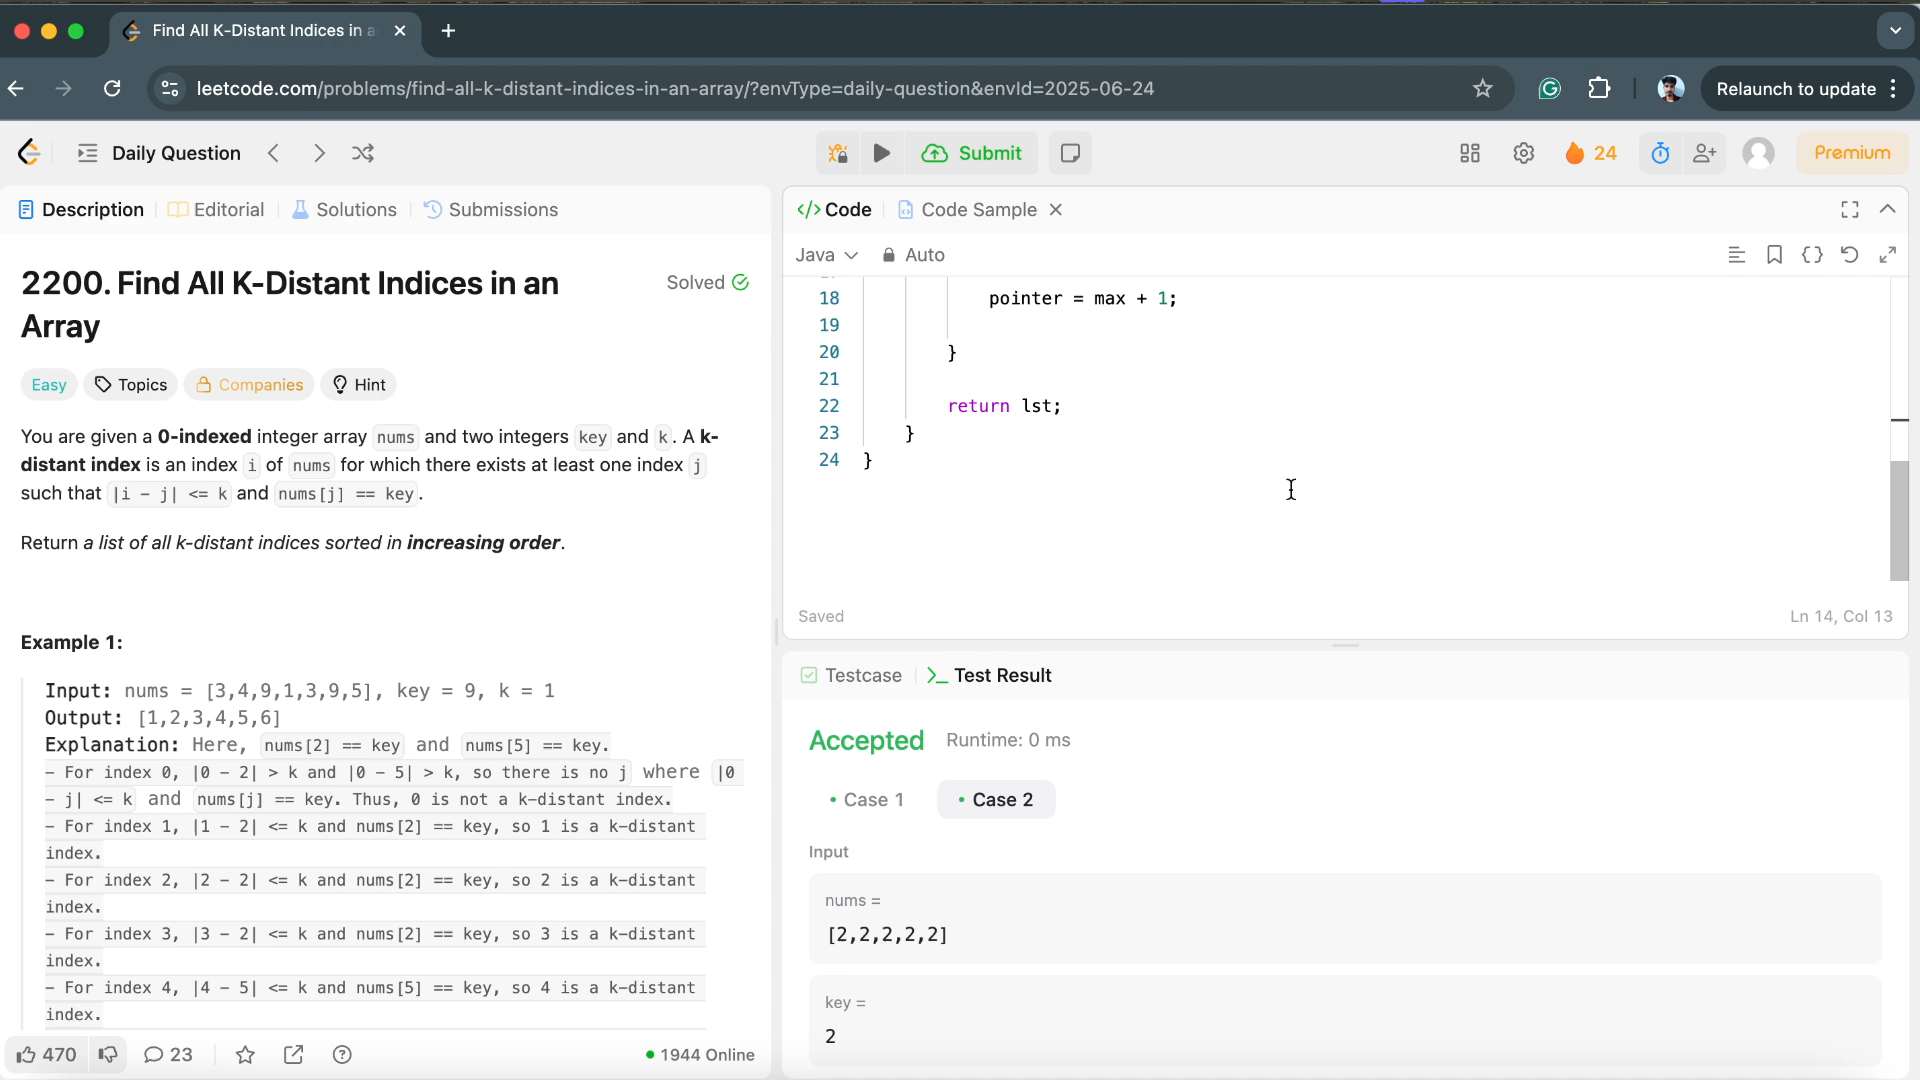 Find All K-Distant Indices in a
leetcode.com/problems/find-all-k-distant-indices-in-an-array/?envType=daily-question&envId=2025-06-24
Relaunch to update
Daily Question
Submit
24
Premium
Description
Editorial
Solutions
Submissions
2200. Find All K-Distant Indices in an
Array
Solved
Easy
Topics
Companies
Hint
You are given a 0-indexed integer array nums and two integers key and k. A k-
distant index is an index i of nums for which there exists at least one index j
such that |i - j| <= k and nums[j] == key.
Return a list of all k-distant indices sorted in increasing order.
Example 1:
Input: nums = [3,4,9,1,3,9,5], key = 9, k = 1
Output: [1,2,3,4,5,6]
Explanation: Here, nums[2] == key and nums[5] == key.
- For index 0, |0 - 2| > k and |0 - 5| > k, so there is no j where |0
- j| <= k and nums[j] == key. Thus, 0 is not a k-distant index.
- For index 1, |1 - 2| <= k and nums[2] == key, so 1 is a k-distant
index.
- For index 2, |2 - 2| <= k and nums[2] == key, so 2 is a k-distant
index.
- For index 3, |3 - 2| <= k and nums[2] == key, so 3 is a k-distant
index.
- For index 4, |4 - 5| <= k and nums[5] == key, so 4 is a k-distant
index.
470
23
1944 Online
</> Code
Code Sample
Java
Auto
18 pointer = max + 1;
19
20 }
21
22 return lst;
23 }
24 }
Saved
Ln 14, Col 13
Testcase
Test Result
Accepted
Runtime: 0 ms
• Case 1
• Case 2
Input
nums =
[2,2,2,2,2]
key =
2